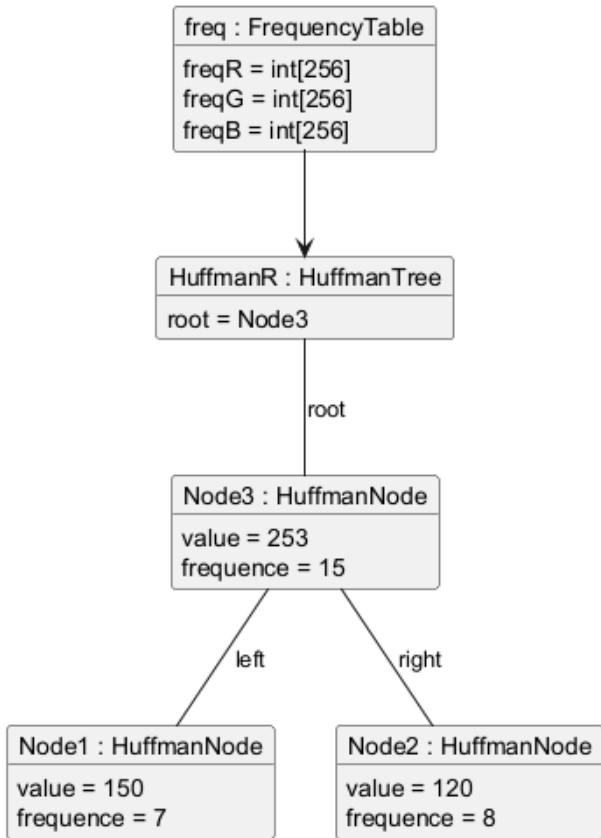 freq : FrequencyTable
freqR = int[256]
freqG = int[256]
freqB = int[256]
HuffmanR : HuffmanTree
root = Node3
root
Node3 : HuffmanNode
value = 253
frequence = 15
left
right
Node1 : HuffmanNode
value = 150
frequence = 7
Node2 : HuffmanNode
value = 120
frequence = 8